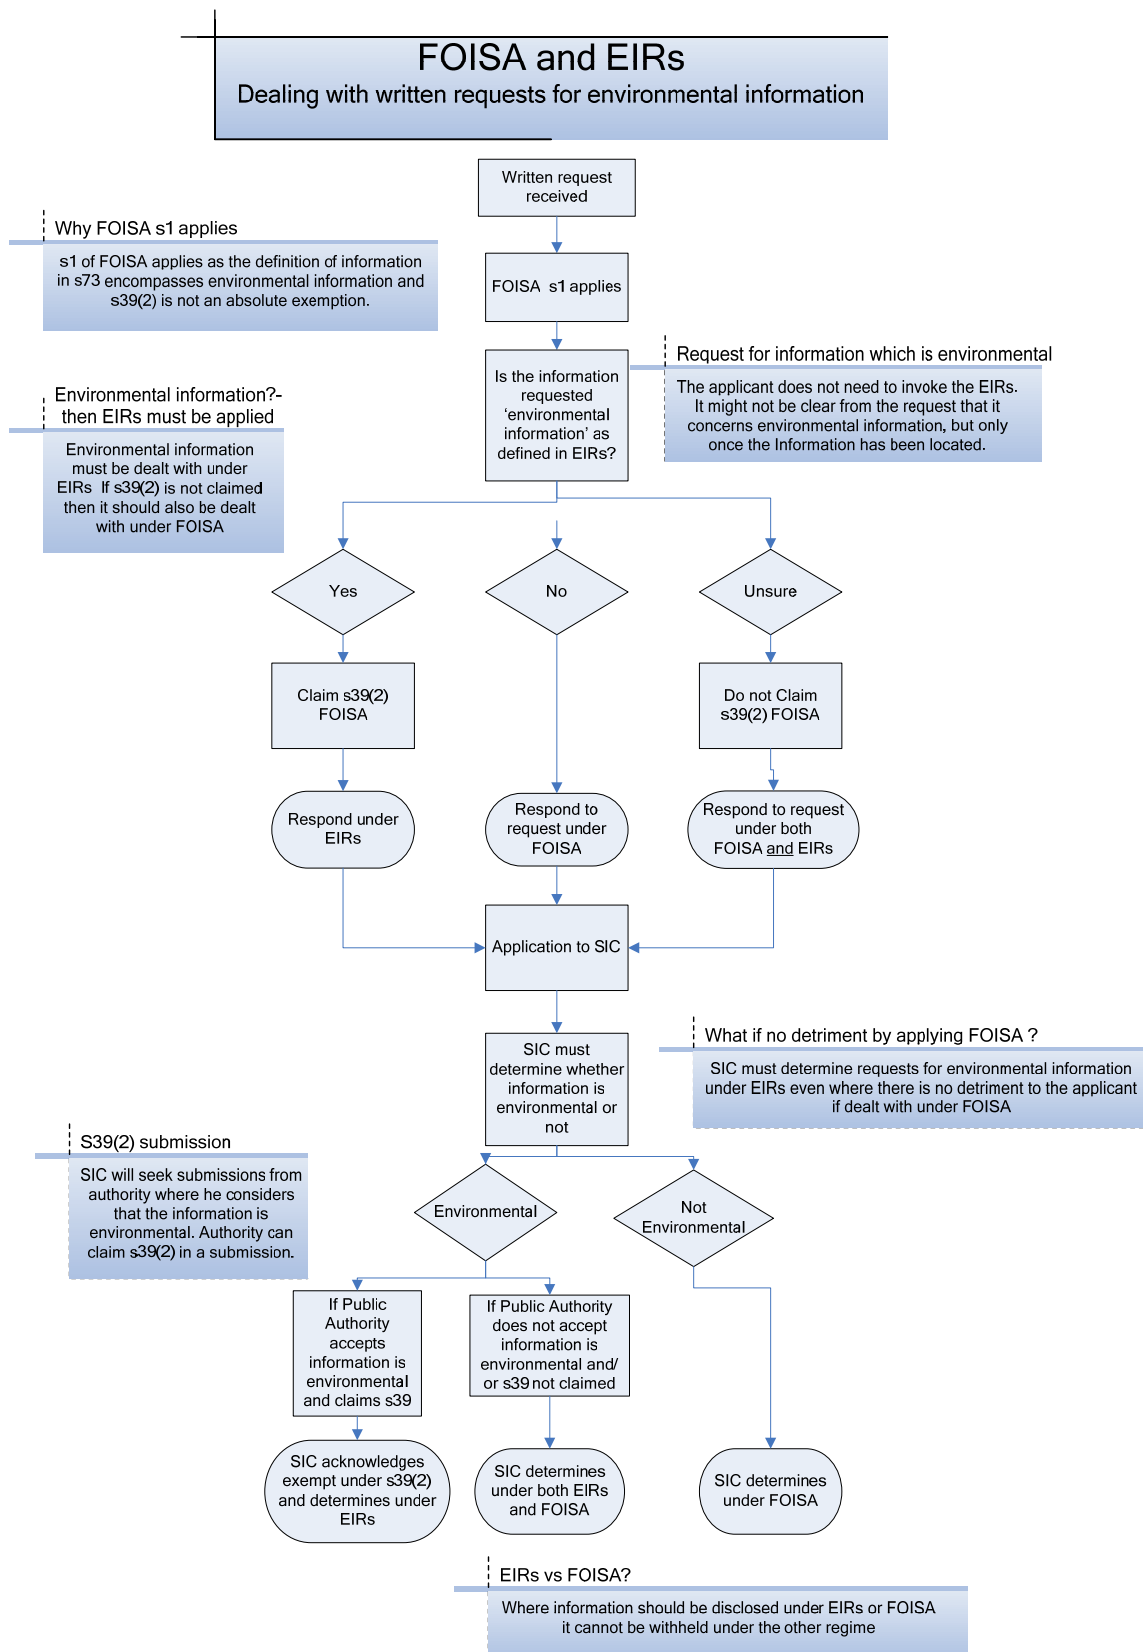 FOISA and EIRs
Dealing with written requests for environmental information
Written request
received
Why FOISA s1 applies
s1 of FOISA applies as the definition of information
in s73 encompasses environmental information and
s39(2) is not an absolute exemption.
FOISA s1 applies
Request for information which is environmental
The applicant does not need to invoke the EIRs.
It might not be clear from the request that it
concerns environmental information, but only
once the Information has been located.
Is the information
requested
‘environmental
information’ as
defined in EIRs?
Environmental information?-
then EIRs must be applied
Environmental information
must be dealt with under
EIRs If s39(2) is not claimed
then it should also be dealt
with under FOISA
Yes
No
Unsure
Claim s39(2)
FOISA
Do not Claim
s39(2) FOISA
Respond under
EIRs
Respond to
request under
FOISA
Respond to request
under both
FOISA and EIRs
Application to SIC
SIC must
determine whether
information is
environmental or
not
What if no detriment by applying FOISA ?
SIC must determine requests for environmental information
under EIRs even where there is no detriment to the applicant
if dealt with under FOISA
S39(2) submission
SIC will seek submissions from
authority where he considers
that the information is
environmental. Authority can
claim s39(2) in a submission.
Environmental
Not
Environmental
If Public
Authority
accepts
information is
environmental
and claims s39
If Public Authority
does not accept
information is
environmental and/
or s39 not claimed
SIC acknowledges
exempt under s39(2)
and determines under
EIRs
SIC determines
under both EIRs
and FOISA
SIC determines
under FOISA
EIRs vs FOISA?
Where information should be disclosed under EIRs or FOISA
it cannot be withheld under the other regime